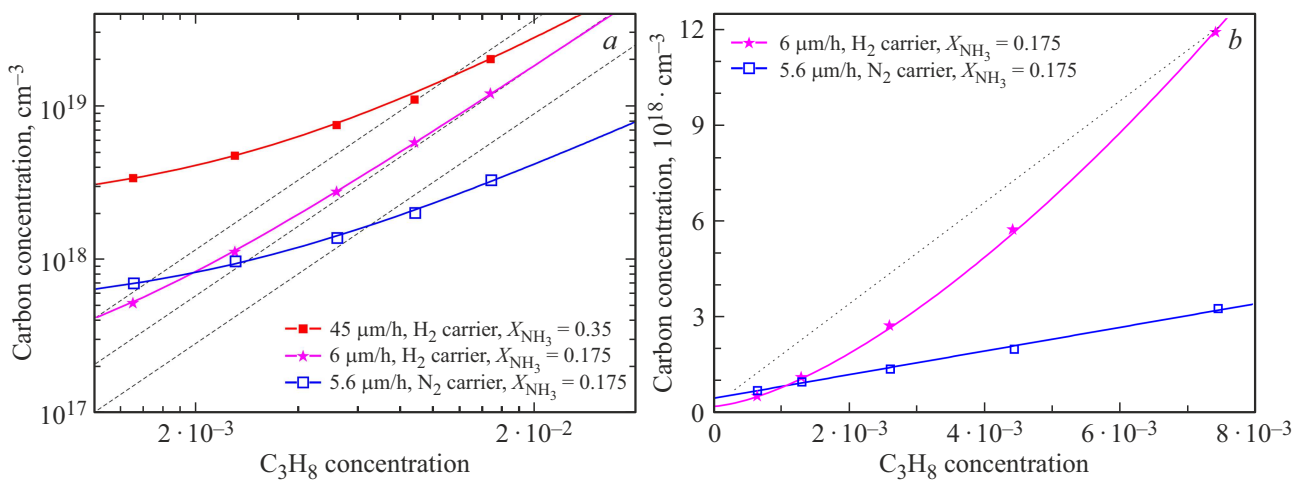 a
Carbon concentration, cm⁻³
10¹⁹
10¹⁸
10¹⁷
45 μm/h, H₂ carrier, X_NH₃ = 0.35
6 μm/h, H₂ carrier, X_NH₃ = 0.175
5.6 μm/h, N₂ carrier, X_NH₃ = 0.175
2 · 10⁻³
2 · 10⁻²
C₃H₈ concentration
b
Carbon concentration, 10¹⁸ · cm⁻³
12
9
6
3
0
6 μm/h, H₂ carrier, X_NH₃ = 0.175
5.6 μm/h, N₂ carrier, X_NH₃ = 0.175
0
2 · 10⁻³
4 · 10⁻³
6 · 10⁻³
8 · 10⁻³
C₃H₈ concentration